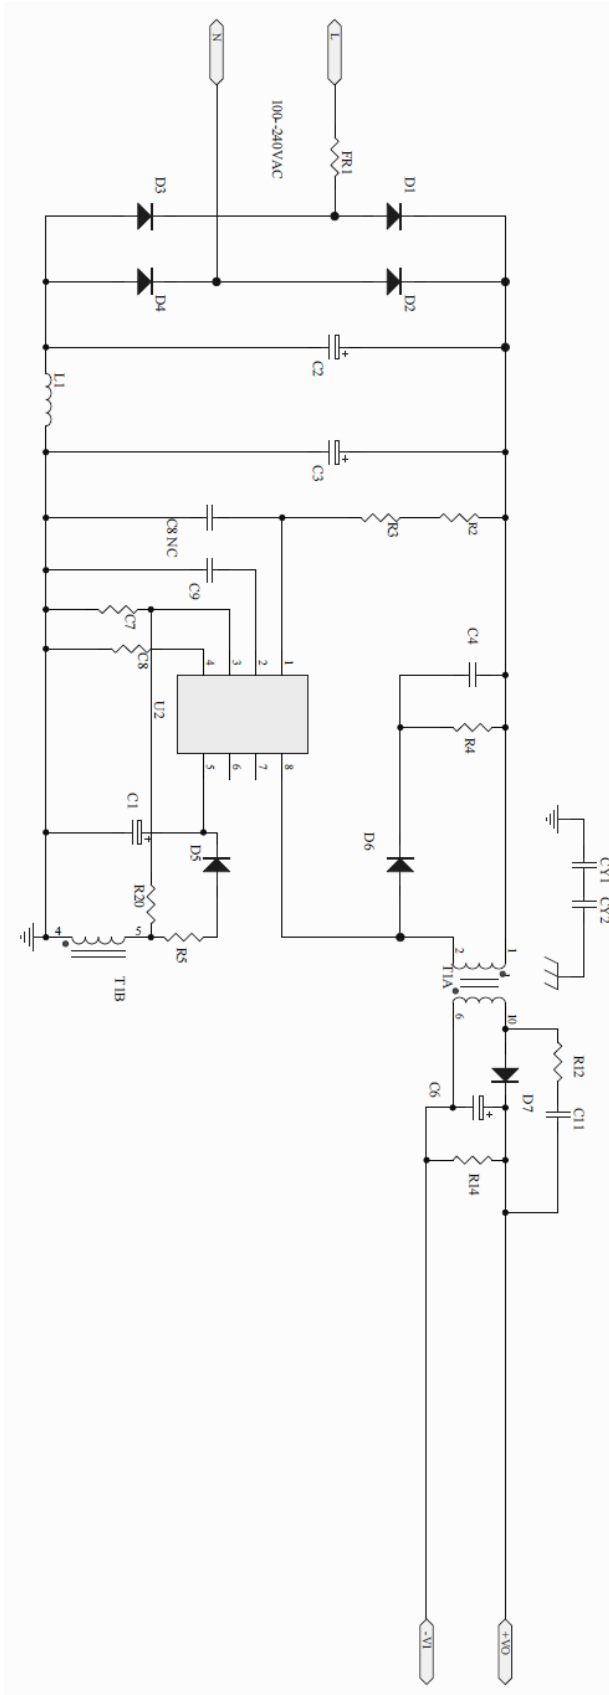 N
L
100--240VAC
FR1
D3
D1
D4
D2
C2
L1
C3
C8 NC
R3
R2
C9
C7
C8
4
3
2
1
C4
U2
R4
5
6
7
8
C1
D5
D6
CY1
CY2
R20
4
5
R5
2
1
T1A
T1B
6
10
R12
C6
D7
C11
R14
-V1
+VO